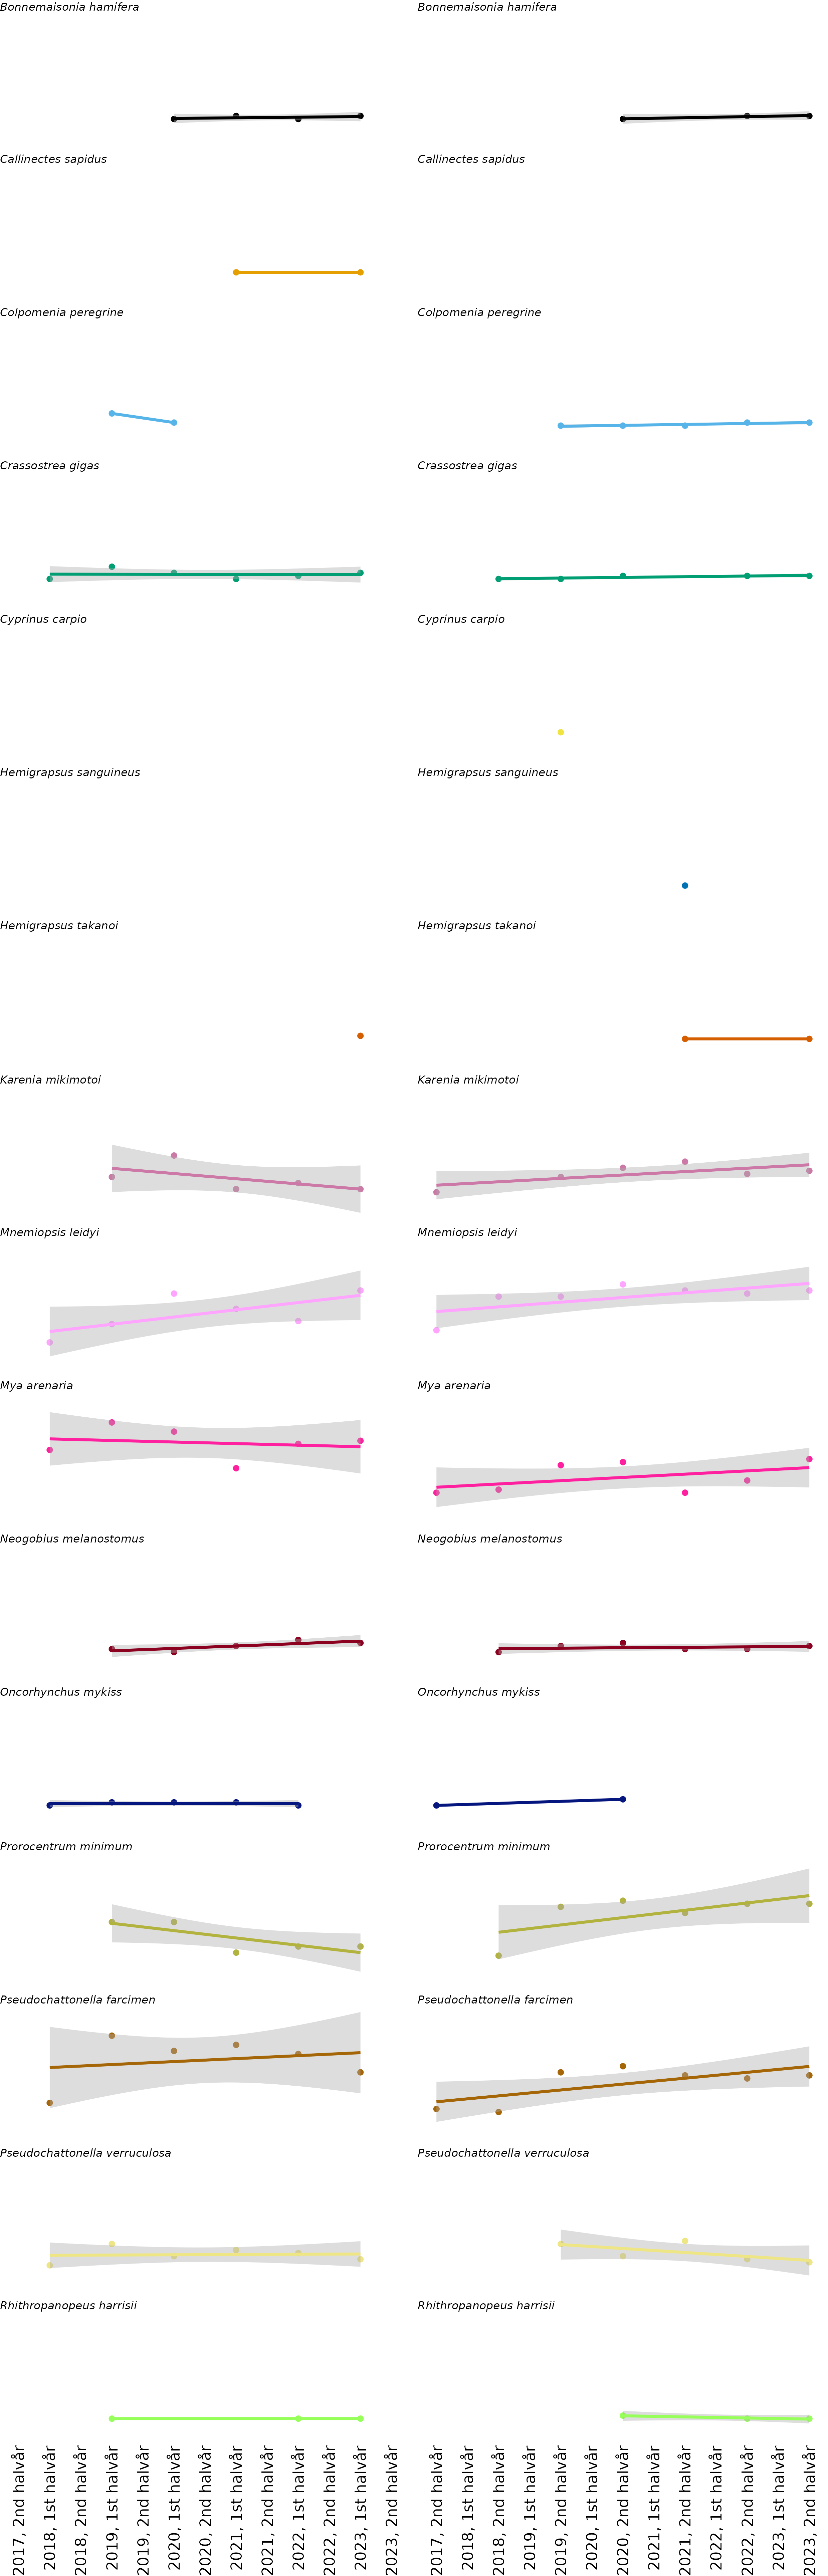 Bonnemaisonia hamifera Bonnemaisonia hamifera
Callinectes sapidus Callinectes sapidus
Colpomenia peregrine Colpomenia peregrine
Crassostrea gigas Crassostrea gigas
Cyprinus carpio Cyprinus carpio
Hemigrapsus sanguineus Hemigrapsus sanguineus
Hemigrapsus takanoi Hemigrapsus takanoi
Karenia mikimotoi Karenia mikimotoi
Mnemiopsis leidyi Mnemiopsis leidyi
Mya arenaria Mya arenaria
Neogobius melanostomus Neogobius melanostomus
Oncorhynchus mykiss Oncorhynchus mykiss
Prorocentrum minimum Prorocentrum minimum
Pseudochattonella farcimen Pseudochattonella farcimen
Pseudochattonella verruculosa Pseudochattonella verruculosa
Rhithropanopeus harrisii Rhithropanopeus harrisii
2017, 2nd halvår
2018, 1st halvår
2018, 2nd halvår
2019, 1st halvår
2019, 2nd halvår
2020, 1st halvår
2020, 2nd halvår
2021, 1st halvår
2021, 2nd halvår
2022, 1st halvår
2022, 2nd halvår
2023, 1st halvår
2023, 2nd halvår
2017, 2nd halvår
2018, 1st halvår
2018, 2nd halvår
2019, 1st halvår
2019, 2nd halvår
2020, 1st halvår
2020, 2nd halvår
2021, 1st halvår
2021, 2nd halvår
2022, 1st halvår
2022, 2nd halvår
2023, 1st halvår
2023, 2nd halvår